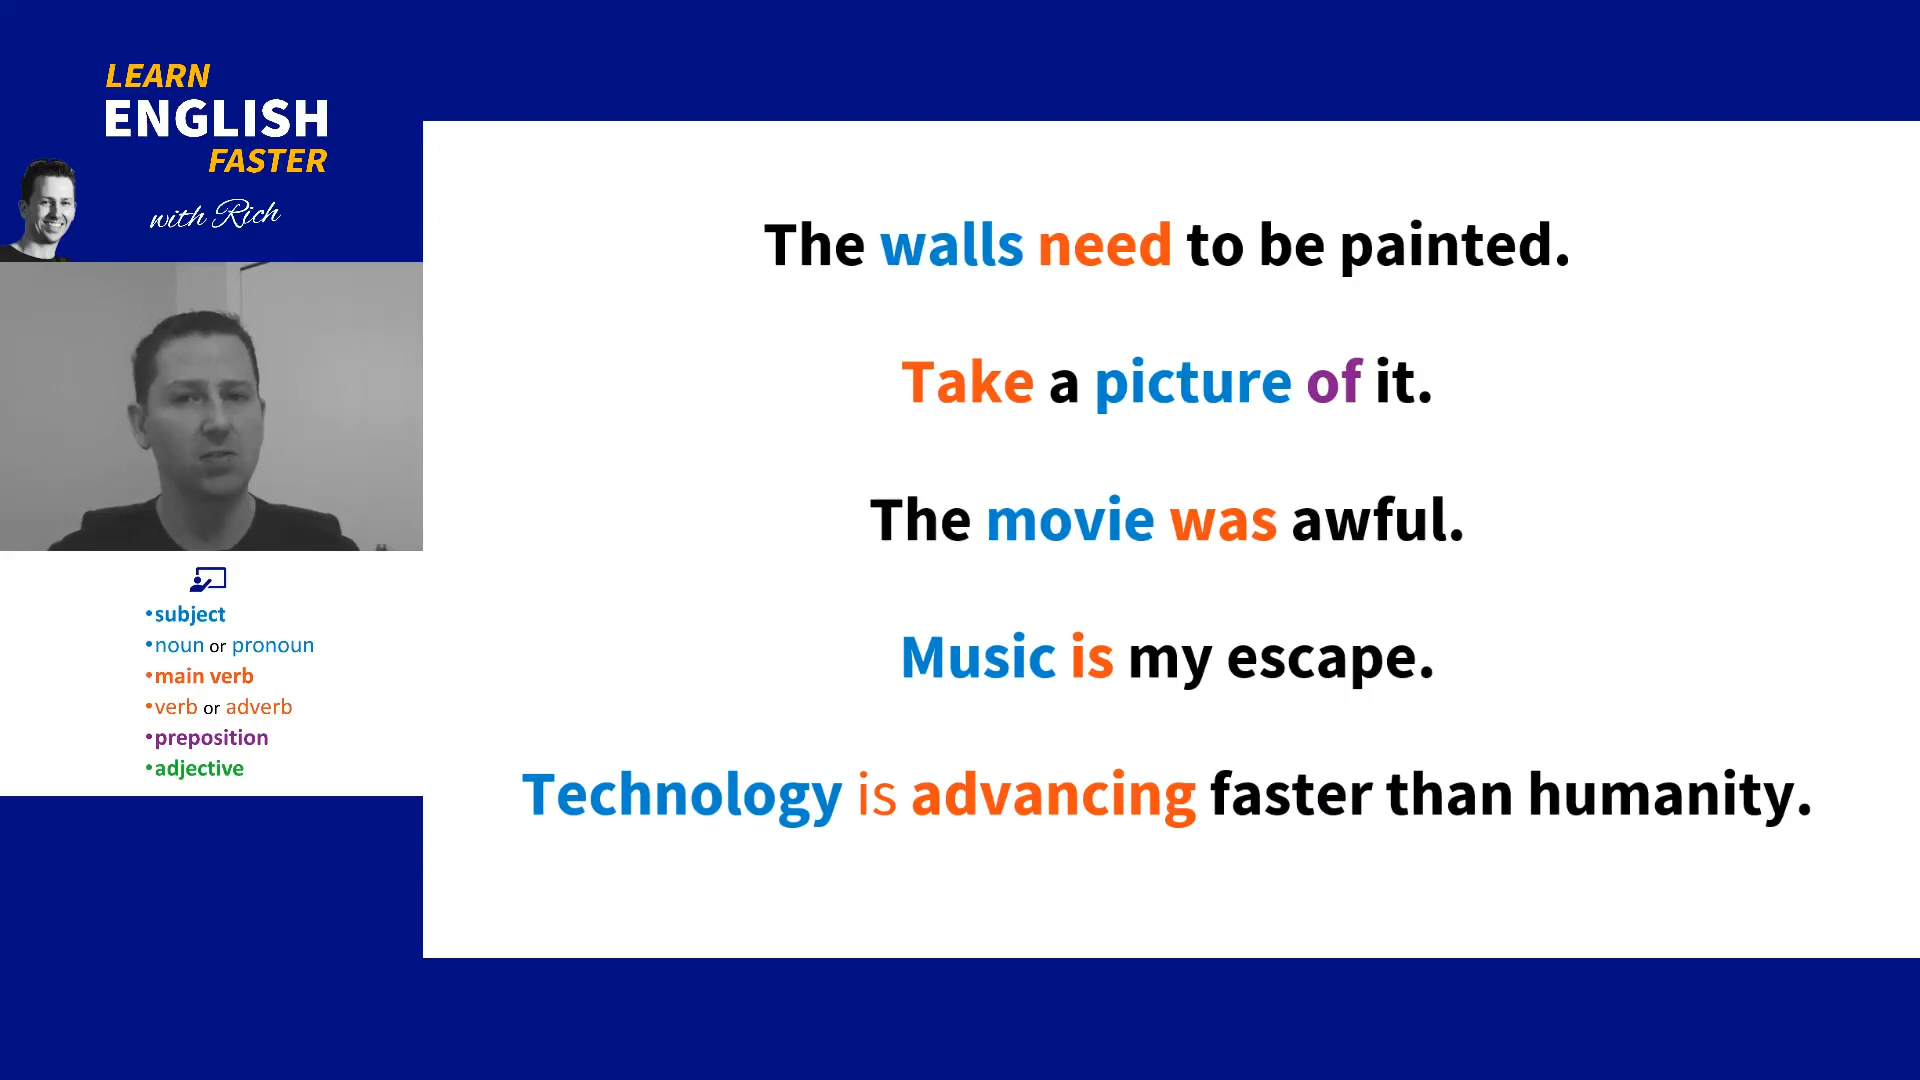 LEARN
ENGLISH
FASTER
with Rich
•subject
•noun or pronoun
•main verb
•verb or adverb
•preposition
•adjective
The walls need to be painted.
Take a picture of it.
The movie was awful.
Music is my escape.
Technology is advancing faster than humanity.